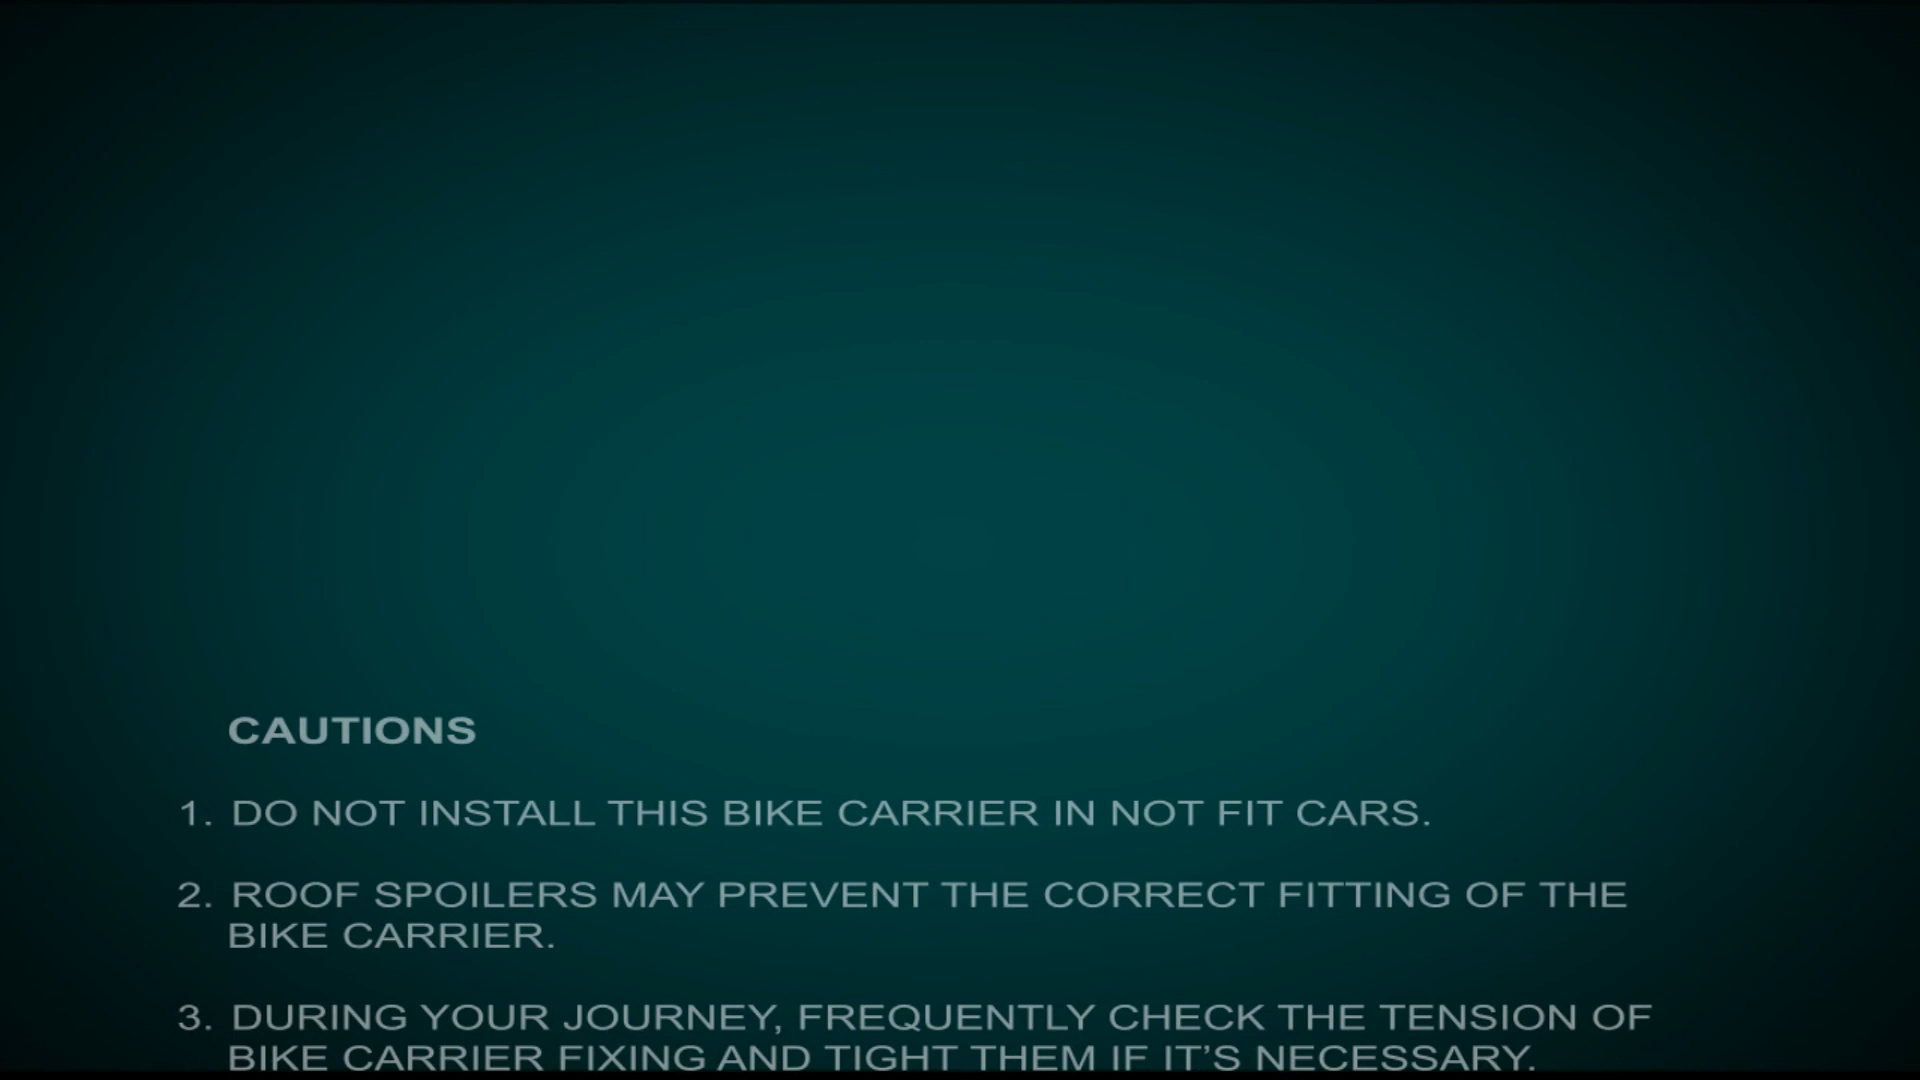 CAUTIONS
1. DO NOT INSTALL THIS BIKE CARRIER IN NOT FIT CARS.
2. ROOF SPOILERS MAY PREVENT THE CORRECT FITTING OF THE
BIKE CARRIER.
3. DURING YOUR JOURNEY, FREQUENTLY CHECK THE TENSION OF
BIKE CARRIER FIXING AND TIGHT THEM IF IT’S NECESSARY.